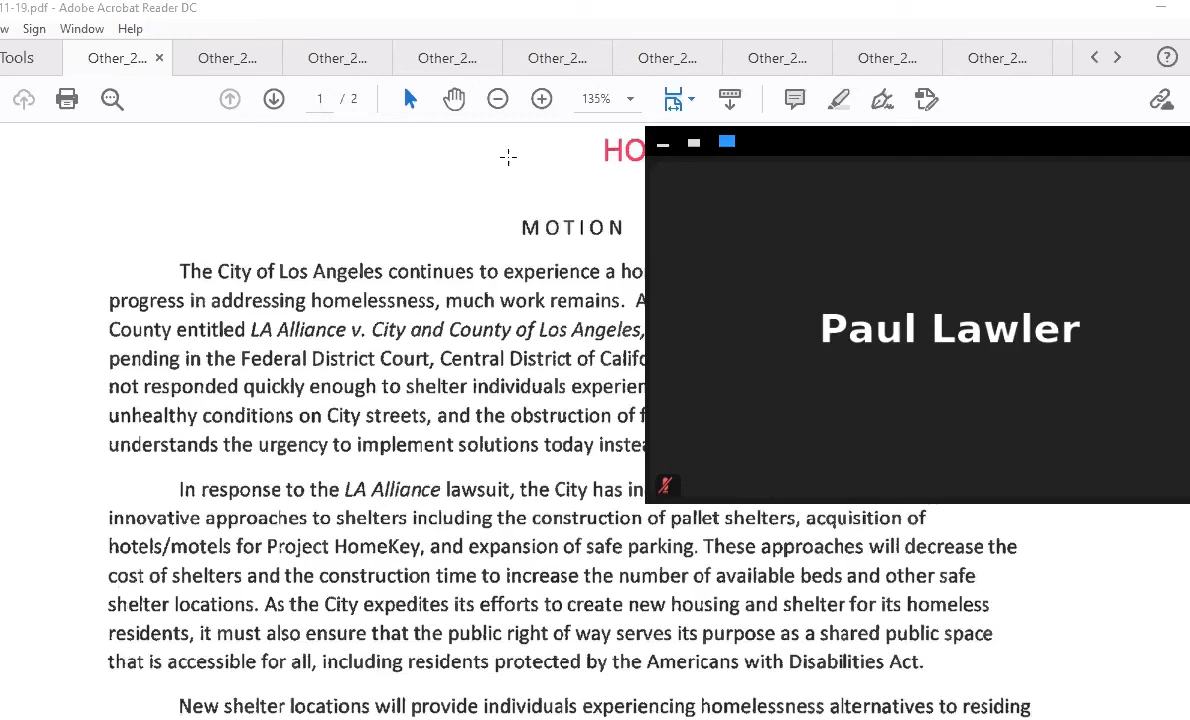 11-19.pdf - Adobe Acrobat Reader DC
w Sign Window Help
Tools Other_2... × Other_2... Other_2... Other_2... Other_2... Other_2... Other_2... Other_2... Other_2...
1 / 2 135%
HO
MOTION
The City of Los Angeles continues to experience a ho
progress in addressing homelessness, much work remains. A
County entitled LA Alliance v. City and County of Los Angeles,
pending in the Federal District Court, Central District of Califo
not responded quickly enough to shelter individuals experien
unhealthy conditions on City streets, and the obstruction of f
understands the urgency to implement solutions today instea
Paul Lawler
In response to the LA Alliance lawsuit, the City has in
innovative approaches to shelters including the construction of pallet shelters, acquisition of
hotels/motels for Project HomeKey, and expansion of safe parking. These approaches will decrease the
cost of shelters and the construction time to increase the number of available beds and other safe
shelter locations. As the City expedites its efforts to create new housing and shelter for its homeless
residents, it must also ensure that the public right of way serves its purpose as a shared public space
that is accessible for all, including residents protected by the Americans with Disabilities Act.
New shelter locations will provide individuals experiencing homelessness alternatives to residing